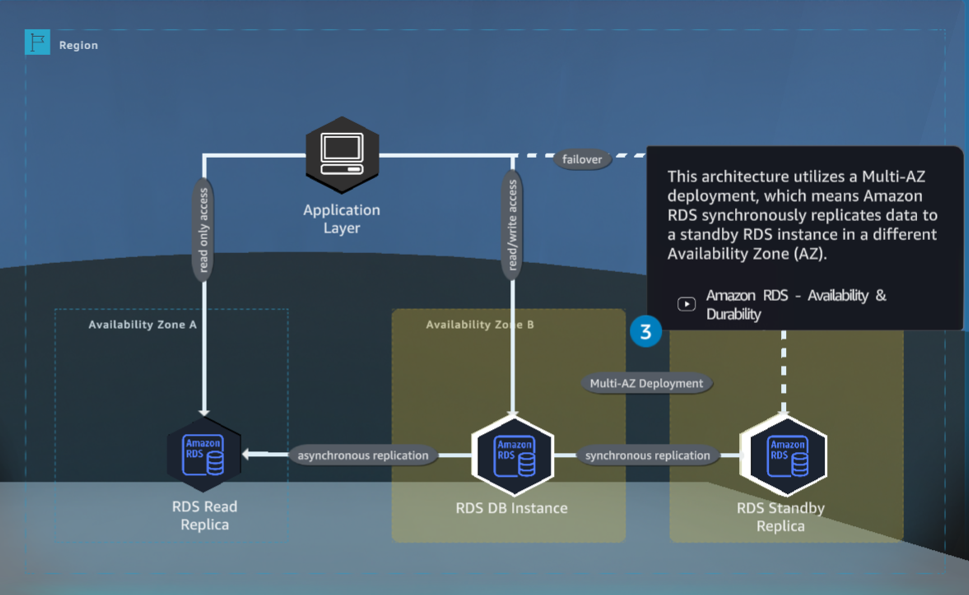 Region
failover
read only access
read/write access
Application
Layer
This architecture utilizes a Multi-AZ
deployment, which means Amazon
RDS synchronously replicates data to
a standby RDS instance in a different
Availability Zone (AZ).
Amazon RDS - Availability &
Durability
Availability Zone A
Availability Zone B
3
Multi-AZ Deployment
Amazon
RDS
asynchronous replication
Amazon
RDS
synchronous replication
Amazon
RDS
RDS Read
Replica
RDS DB Instance
RDS Standby
Replica